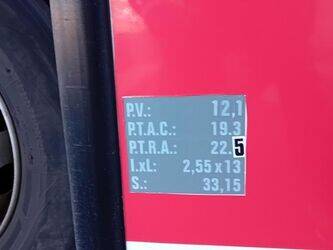 P.V.: 12,1
P.T.A.C.: 19.3
P.T.R.A.: 22.5
l.xL: 2,55 x 13
S.: 33,15